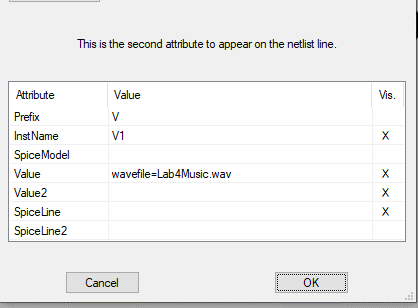 This is the second attribute to appear on the netlist line.
Attribute Value Vis.
Prefix V
InstName V1 X
SpiceModel
Value wavefile=Lab4Music.wav X
Value2 X
SpiceLine X
SpiceLine2
Cancel OK